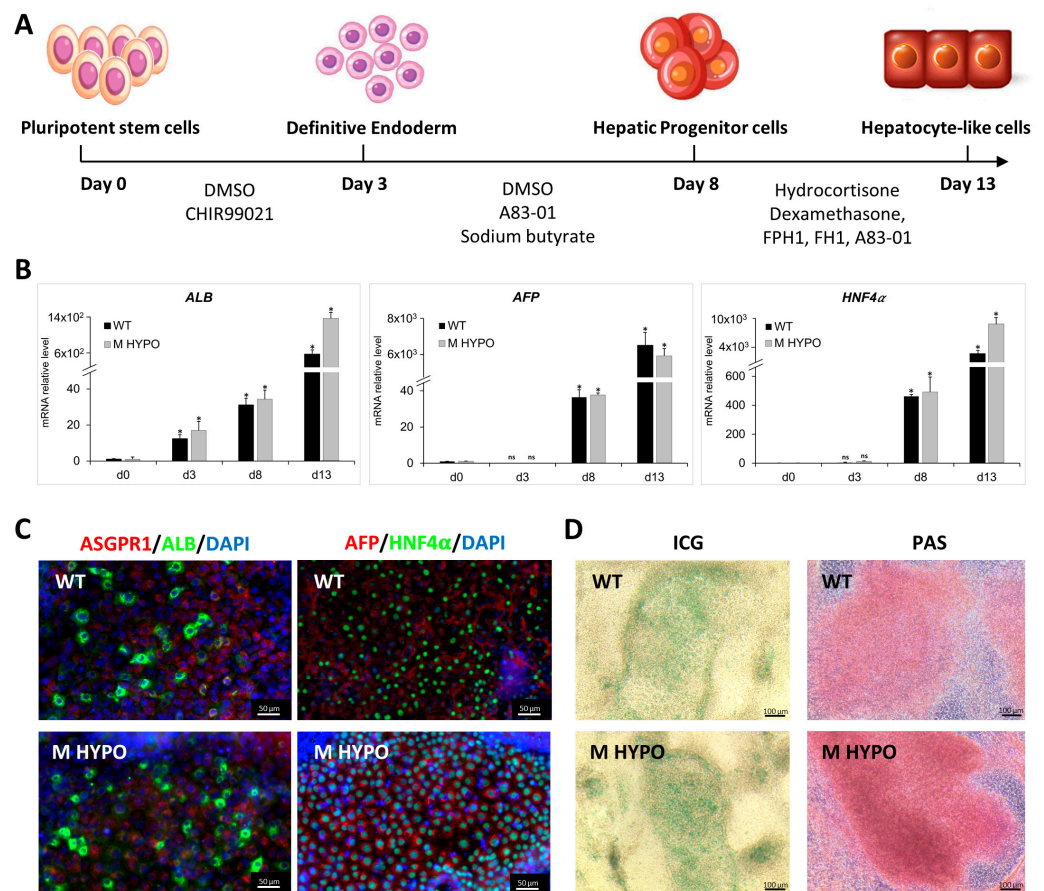 A
Pluripotent stem cells
Definitive Endoderm
Hepatic Progenitor cells
Hepatocyte-like cells
Day 0
DMSO
CHIR99021
Day 3
DMSO
A83-01
Sodium butyrate
Day 8
Hydrocortisone
Dexamethasone,
FPH1, FH1, A83-01
Day 13
B
ALB
WT
M HYPO
mRNA relative level
14x10²
6x10²
40
20
0
* * * * * *
d0 d3 d8 d13
AFP
WT
M HYPO
mRNA relative level
8x10³
6x10³
40
20
0
ns ns * * * *
d0 d3 d8 d13
HNF4α
WT
M HYPO
mRNA relative level
10x10³
4x10³
600
400
200
0
ns ns * * * *
d0 d3 d8 d13
C
ASGPR1/ALB/DAPI
AFP/HNF4α/DAPI
WT
50 µm
WT
50 µm
M HYPO
50 µm
M HYPO
50 µm
D
ICG
PAS
WT
100 µm
WT
100 µm
M HYPO
100 µm
M HYPO
100 µm